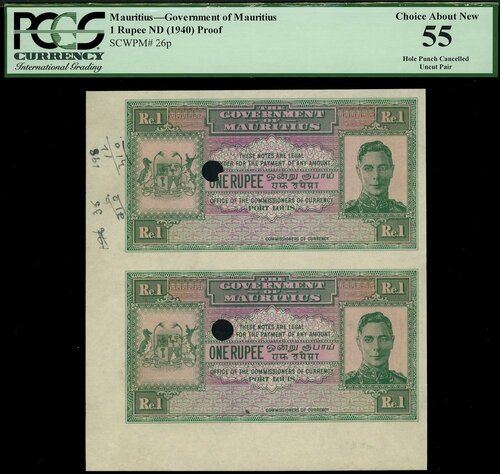 PCGS
CURRENCY
International Grading
Mauritius—Government of Mauritius
1 Rupee ND (1940) Proof
SCWPM# 26p
Choice About New
55
Hole Punch Cancelled
Uncut Pair
THE
GOVERNMENT
OF
MAURITIUS
Re.1
Re.1
THESE NOTES ARE LEGAL
FOR THE PAYMENT OF ANY AMOUNT
ONE RUPEE ஒன்று ரூபாய்
OFFICE OF THE COMMISSIONERS OF CURRENCY
PORT LOUIS
COMMISSIONERS OF CURRENCY
Re.1
Re.1
THE
GOVERNMENT
OF
MAURITIUS
Re.1
Re.1
THESE NOTES ARE LEGAL
FOR THE PAYMENT OF ANY AMOUNT
ONE RUPEE ஒன்று ரூபாய்
OFFICE OF THE COMMISSIONERS OF CURRENCY
PORT LOUIS
COMMISSIONERS OF CURRENCY
Re.1
Re.1